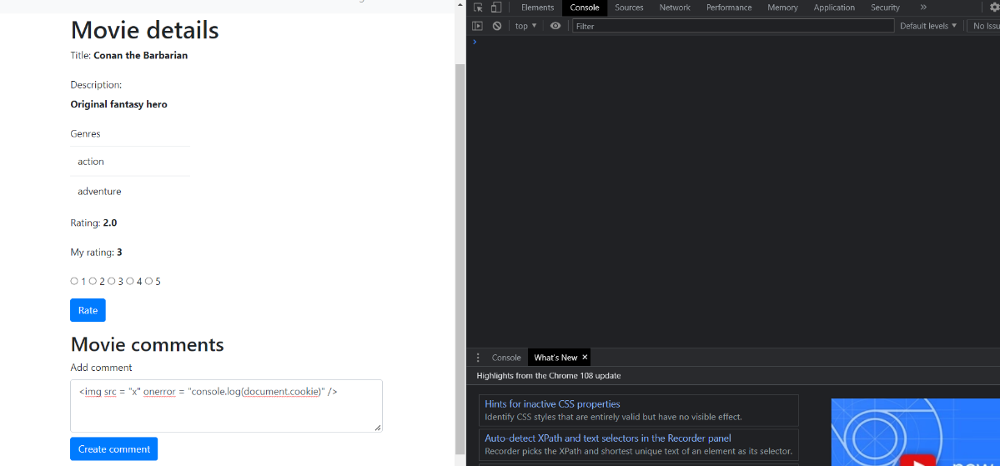 Movie details
Title: Conan the Barbarian
Description:
Original fantasy hero
Genres
action
adventure
Rating: 2.0
My rating: 3
1 2 3 4 5
Rate
Movie comments
Add comment
<img src = "x" onerror = "console.log(document.cookie)" />
Create comment
Elements Console Sources Network Performance Memory Application Security »
top ▼ Filter Default levels ▼ No Issu
›
Console What's New ×
Highlights from the Chrome 108 update
Hints for inactive CSS properties
Identify CSS styles that are entirely valid but have no visible effect.
Auto-detect XPath and text selectors in the Recorder panel
Recorder picks the XPath and shortest unique text of an element as its selector.
new